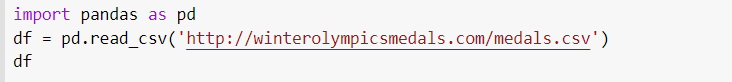 import pandas as pd
df = pd.read_csv('http://winterolympicsmedals.com/medals.csv')
df